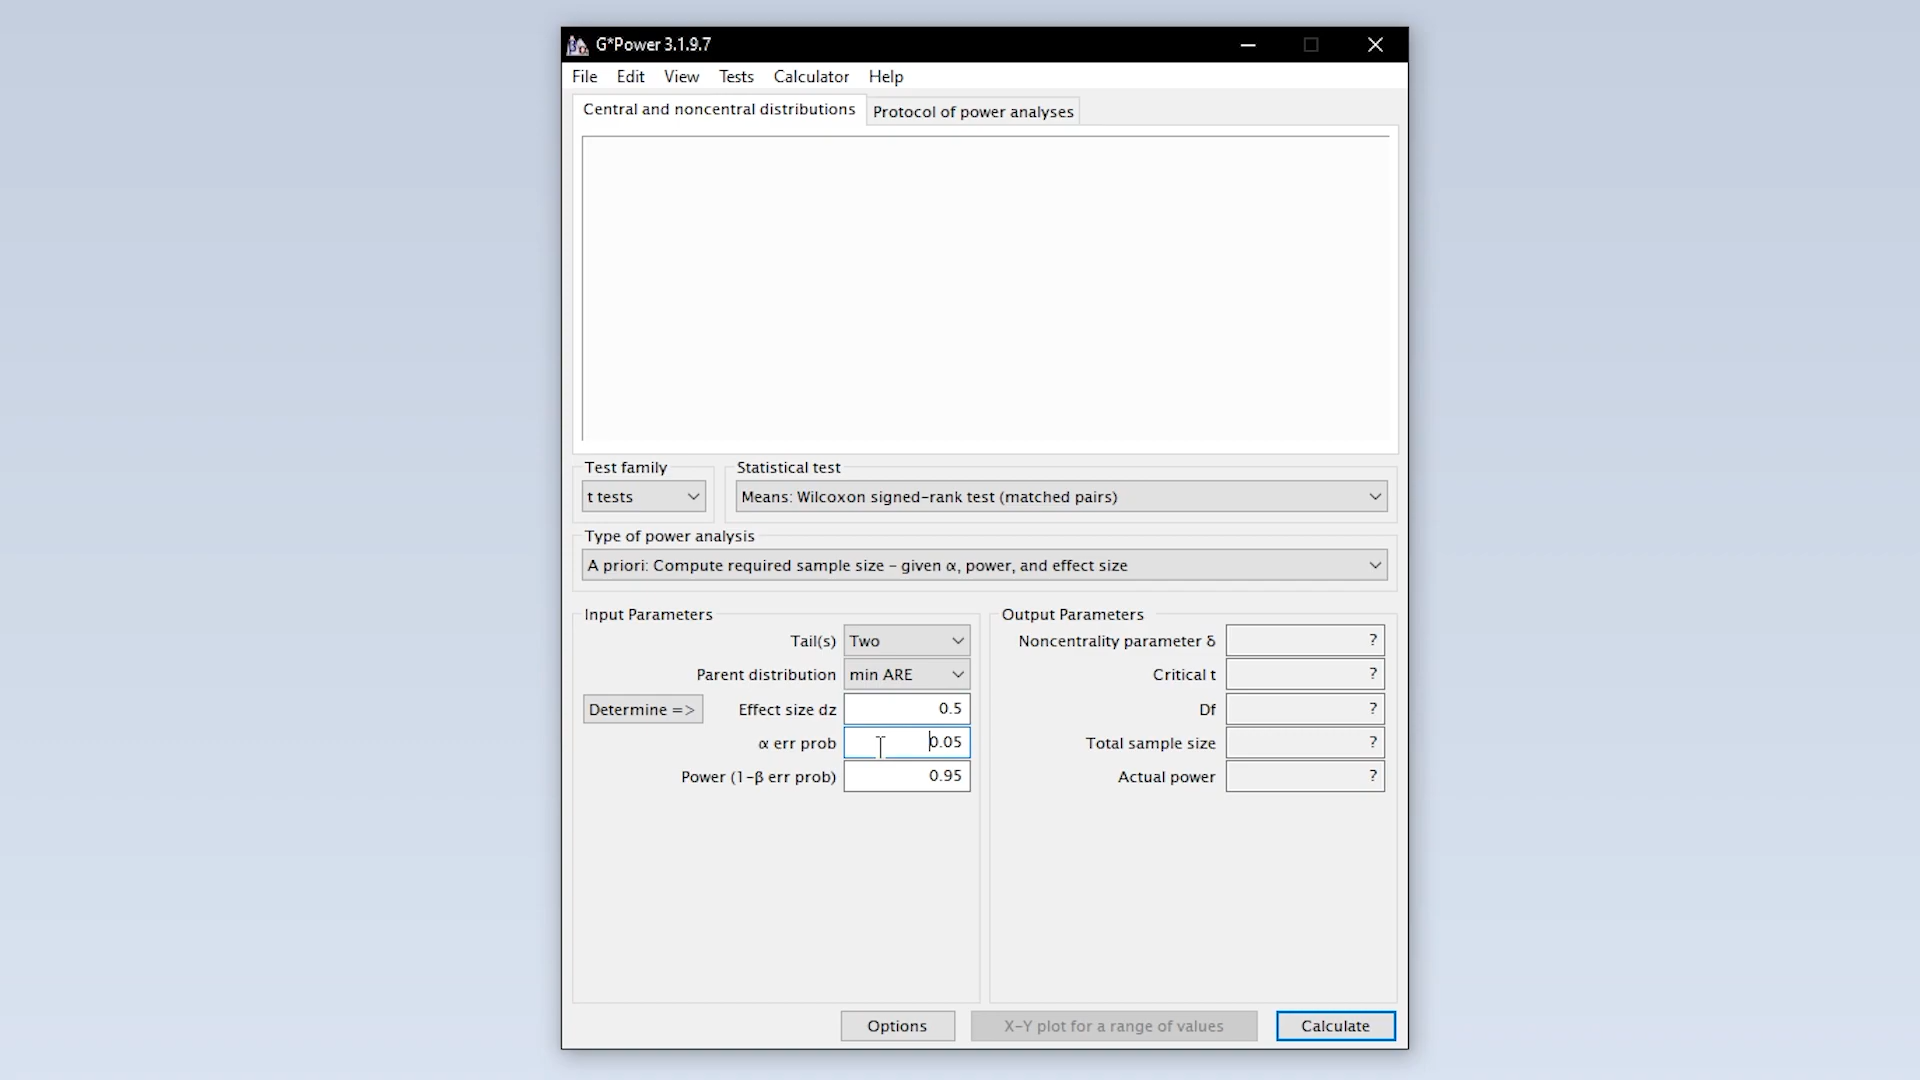 G*Power 3.1.9.7
File Edit View Tests Calculator Help
Central and noncentral distributions Protocol of power analyses
Test family Statistical test
t tests Means: Wilcoxon signed-rank test (matched pairs)
Type of power analysis
A priori: Compute required sample size - given α, power, and effect size
Input Parameters Output Parameters
Tail(s) Two Noncentrality parameter δ ?
Parent distribution min ARE Critical t ?
Determine => Effect size dz 0.5 Df ?
α err prob 0.05 Total sample size ?
Power (1-β err prob) 0.95 Actual power ?
Options X-Y plot for a range of values Calculate